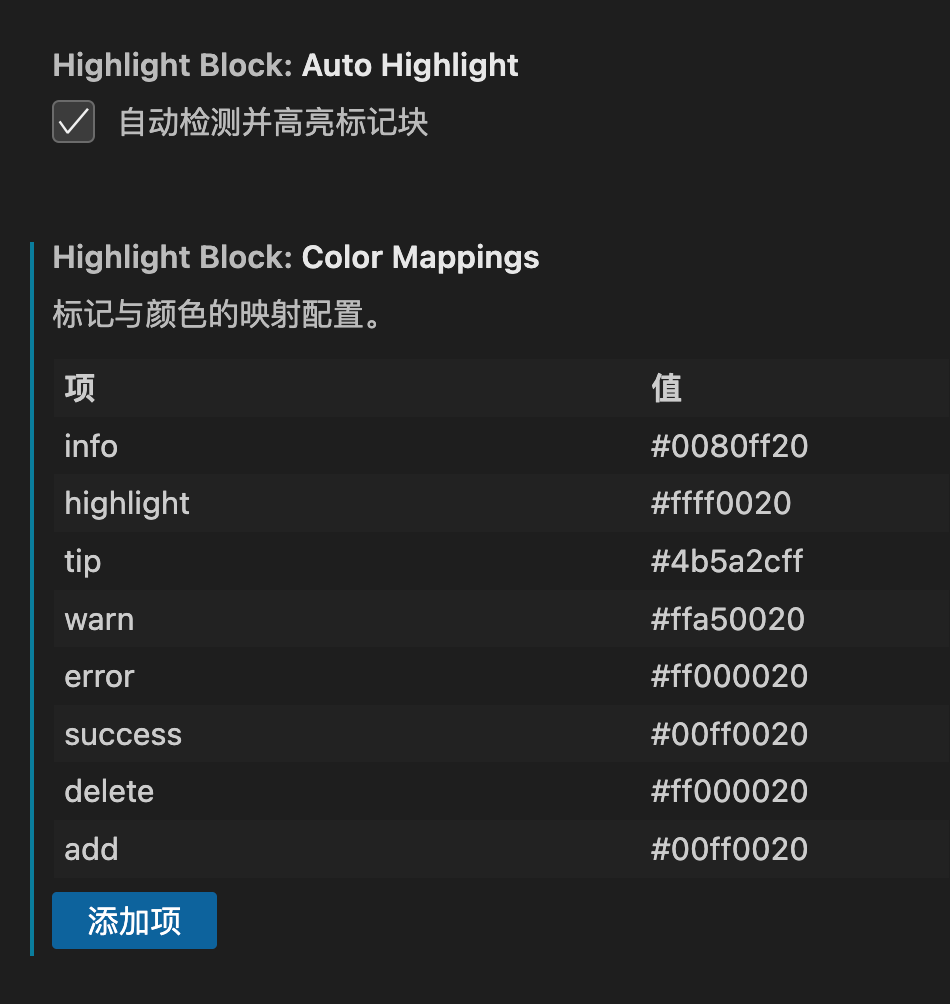 Highlight Block: Auto Highlight
自动检测并高亮标记块
Highlight Block: Color Mappings
标记与颜色的映射配置。
项 值
info #0080ff20
highlight #ffff0020
tip #4b5a2cff
warn #ffa50020
error #ff000020
success #00ff0020
delete #ff000020
add #00ff0020
添加项